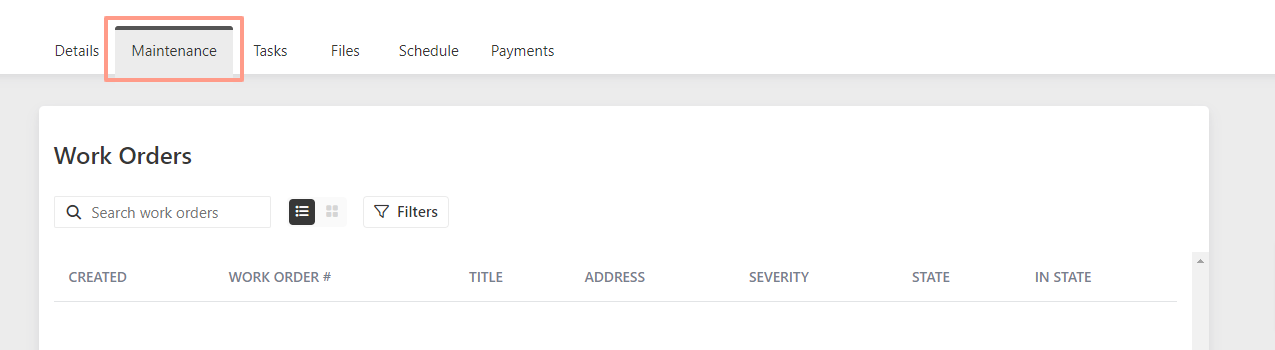 Details Maintenance Tasks Files Schedule Payments
Work Orders
Search work orders Filters
CREATED WORK ORDER # TITLE ADDRESS SEVERITY STATE IN STATE